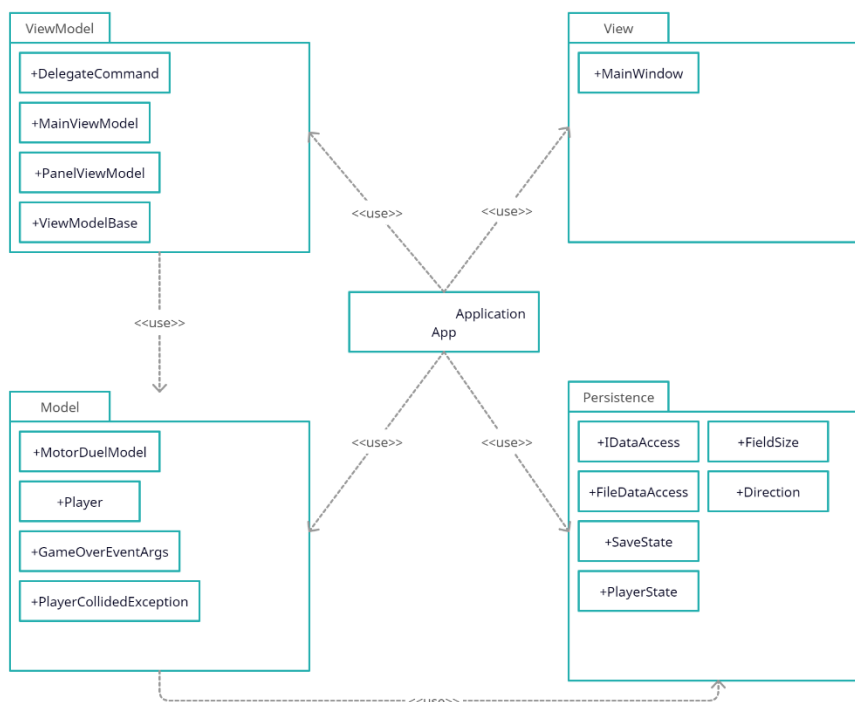 ViewModel
+DelegateCommand
+MainViewModel
+PanelViewModel
+ViewModelBase
View
+MainWindow
<<use>>
<<use>>
<<use>>
Application
App
<<use>>
<<use>>
Model
+MotorDuelModel
+Player
+GameOverEventArgs
+PlayerCollidedException
Persistence
+IDataAccess
+FieldSize
+FileDataAccess
+Direction
+SaveState
+PlayerState
<<use>>